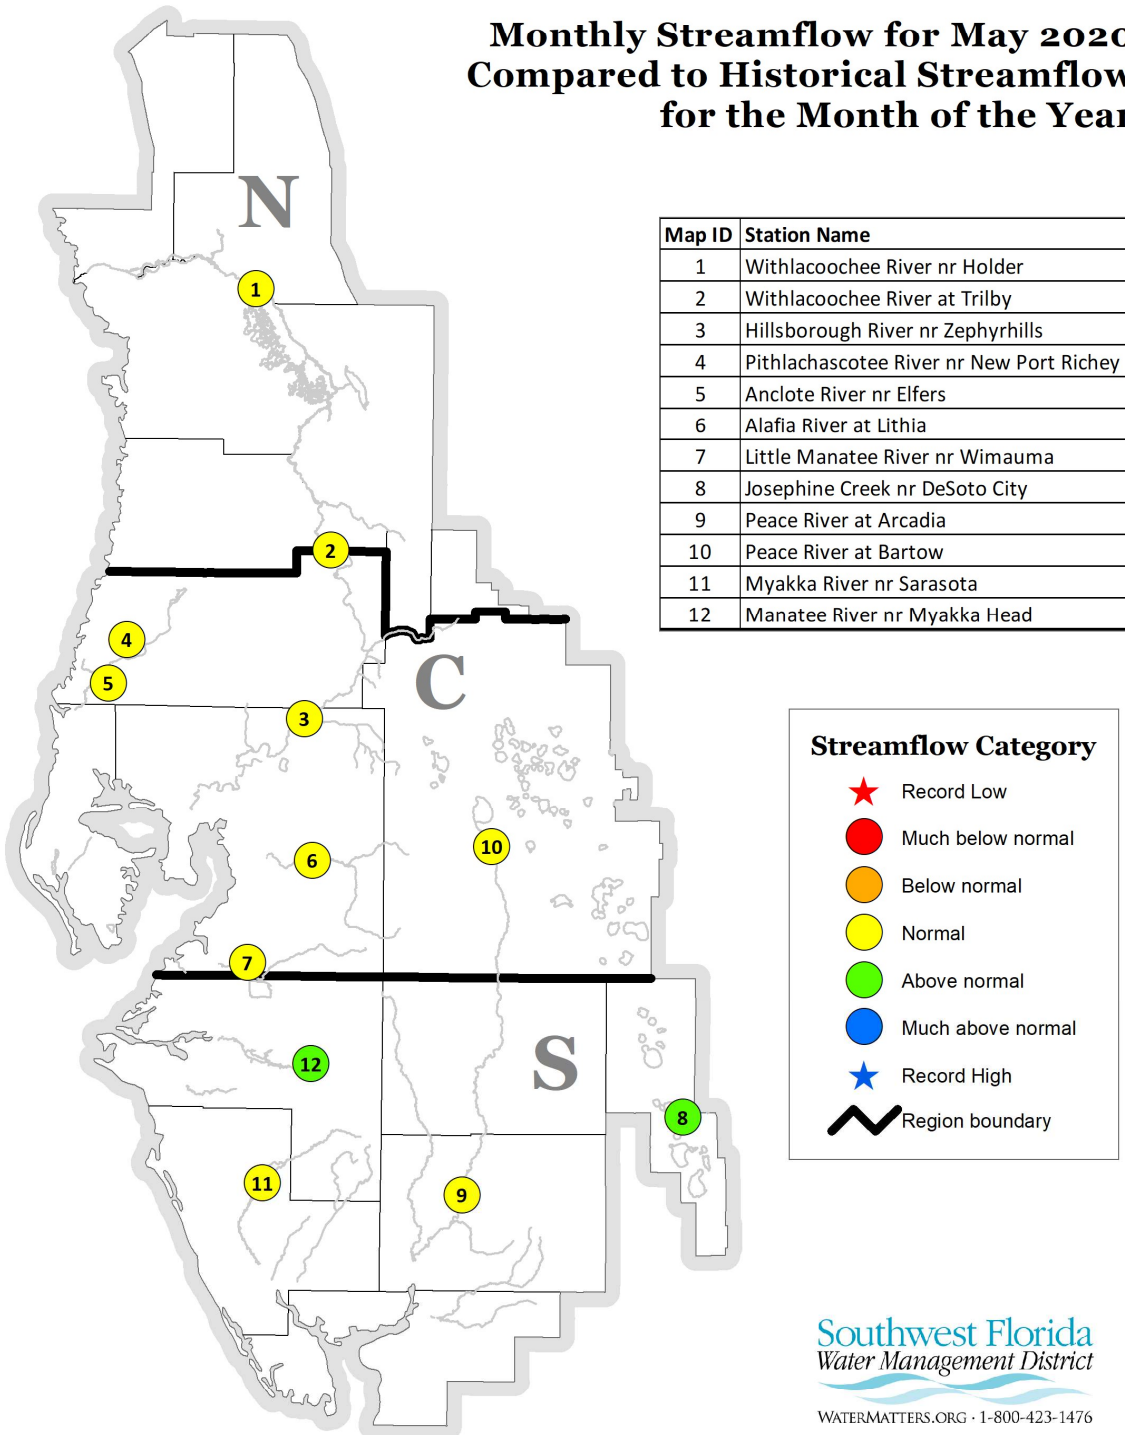 Monthly Streamflow for May 2020
Compared to Historical Streamflow
for the Month of the Year
N
Map ID Station Name
1 Withlacoochee River nr Holder
2 Withlacoochee River at Trilby
3 Hillsborough River nr Zephyrhills
4 Pithlachascotee River nr New Port Richey
5 Anclote River nr Elfers
6 Alafia River at Lithia
7 Little Manatee River nr Wimauma
8 Josephine Creek nr DeSoto City
9 Peace River at Arcadia
10 Peace River at Bartow
11 Myakka River nr Sarasota
12 Manatee River nr Myakka Head
1
2
4
C
5
3
10
6
7
S
12
8
11
9
Streamflow Category
Record Low
Much below normal
Below normal
Normal
Above normal
Much above normal
Record High
Region boundary
Southwest Florida
Water Management District
WATERMATTERS.ORG · 1-800-423-1476